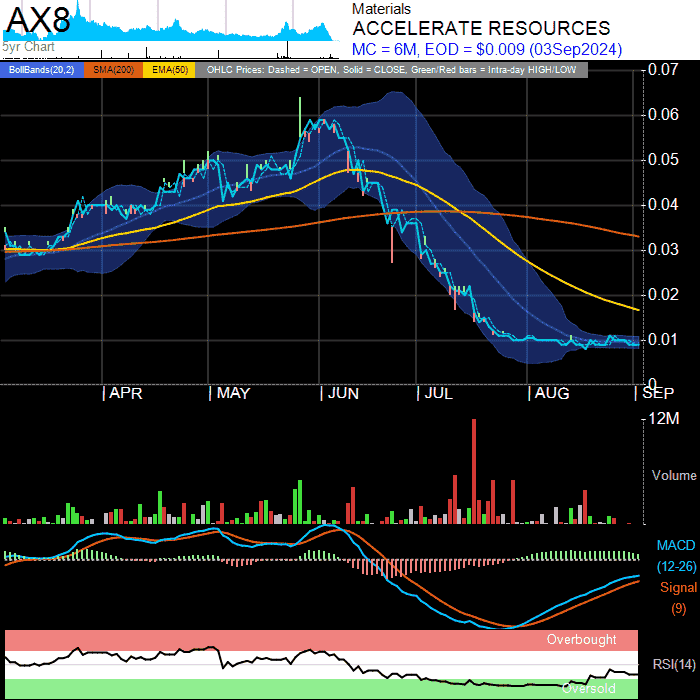 AX8
5yr Chart
Materials
ACCELERATE RESOURCES
MC = 6M, EOD = $0.009 (03Sep2024)
BollBands(20,2) SMA(200) EMA(50) OHLC Prices: Dashed = OPEN, Solid = CLOSE, Green/Red bars = Intra-day HIGH/LOW
0.07
0.06
0.05
0.04
0.03
0.02
0.01
0
APR MAY JUN JUL AUG SEP
12M
Volume
MACD
(12-26)
Signal
(9)
Overbought
RSI(14)
Oversold